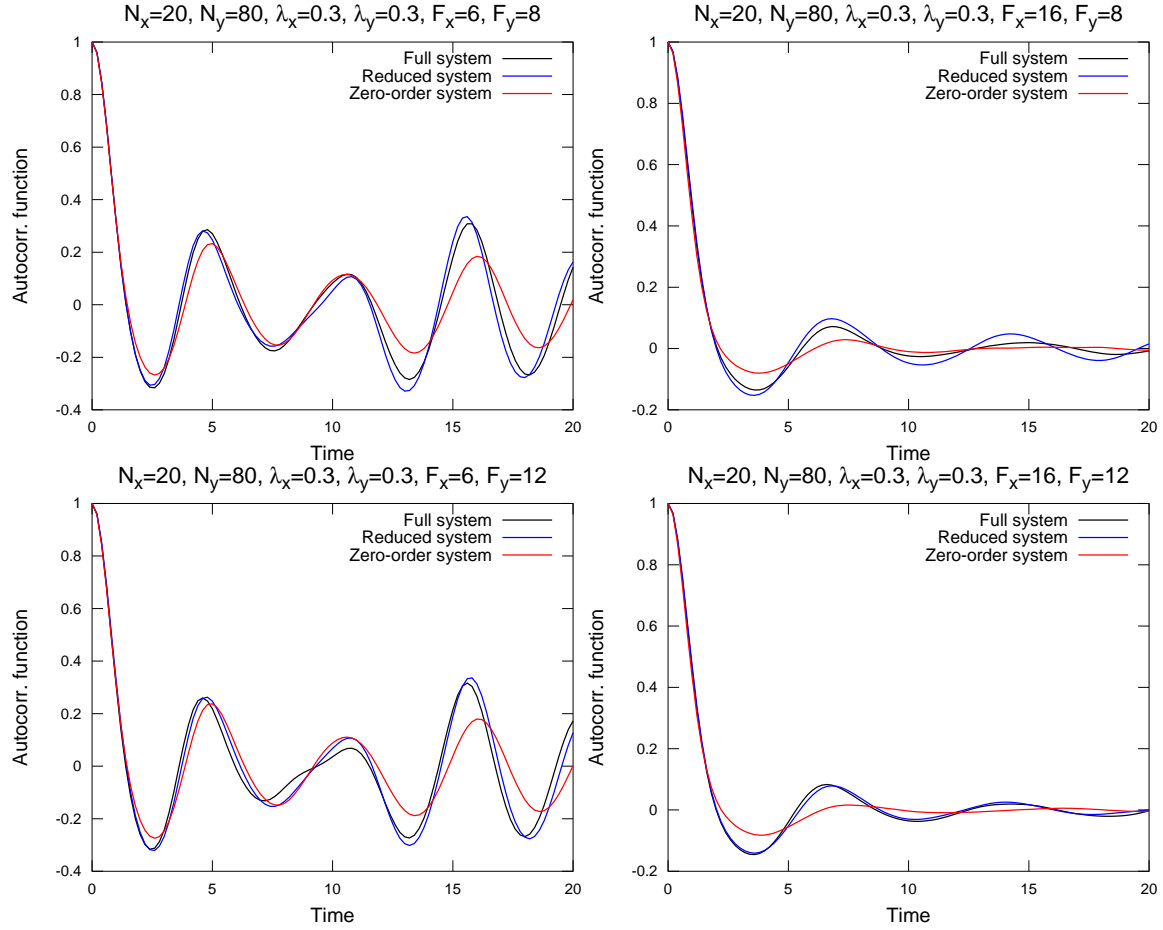 N_x=20, N_y=80, λ_x=0.3, λ_y=0.3, F_x=6, F_y=8
Full system
Reduced system
Zero-order system
Autocorr. function
1
0.8
0.6
0.4
0.2
0
-0.2
-0.4
0 5 10 15 20
Time
N_x=20, N_y=80, λ_x=0.3, λ_y=0.3, F_x=16, F_y=8
Full system
Reduced system
Zero-order system
Autocorr. function
1
0.8
0.6
0.4
0.2
0
-0.2
0 5 10 15 20
Time
N_x=20, N_y=80, λ_x=0.3, λ_y=0.3, F_x=6, F_y=12
Full system
Reduced system
Zero-order system
Autocorr. function
1
0.8
0.6
0.4
0.2
0
-0.2
-0.4
0 5 10 15 20
Time
N_x=20, N_y=80, λ_x=0.3, λ_y=0.3, F_x=16, F_y=12
Full system
Reduced system
Zero-order system
Autocorr. function
1
0.8
0.6
0.4
0.2
0
-0.2
0 5 10 15 20
Time